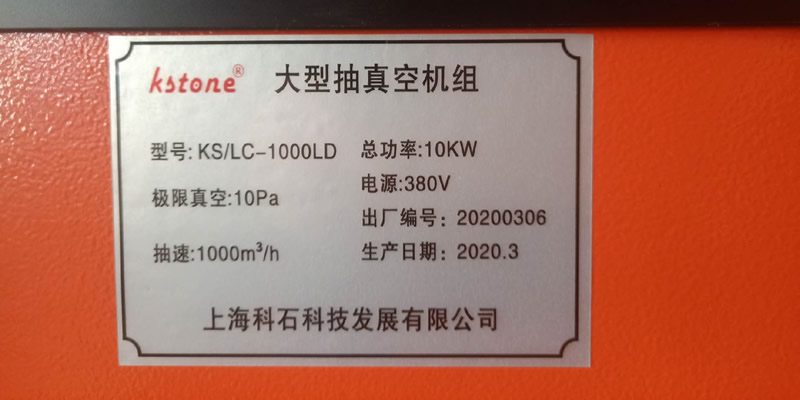 kstone® 大型抽真空机组
型号: KS/LC-1000LD
极限真空:10Pa
抽速:1000m³/h
总功率:10KW
电源:380V
出厂编号: 20200306
生产日期: 2020.3
上海科石科技发展有限公司